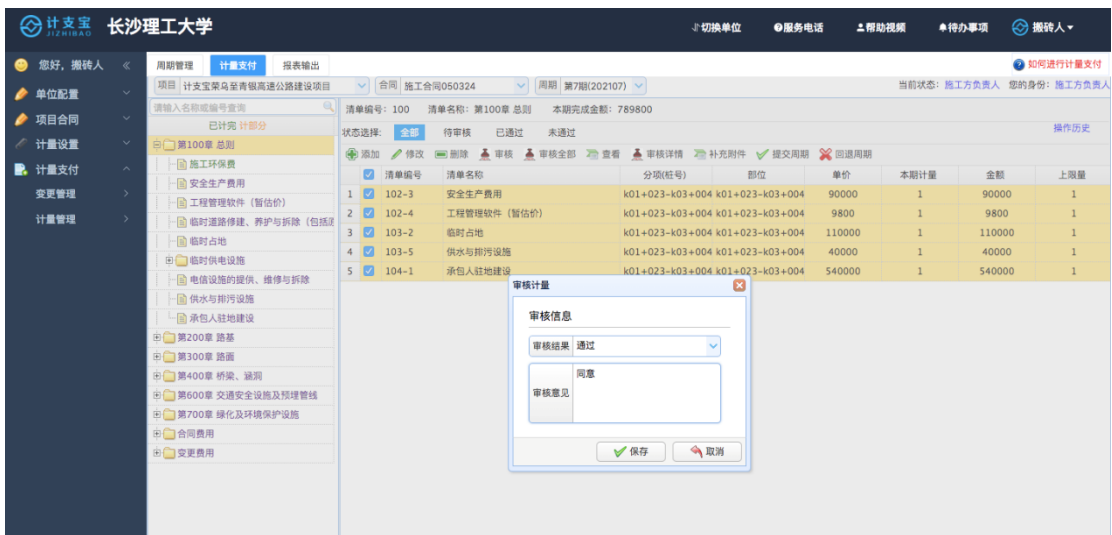 计支宝 长沙理工大学 切换单位 服务电话 帮助视频 待办事项 搬砖人
JIZHIBAO
您好, 搬砖人
单位配置
项目合同
计量设置
计量支付
变更管理
计量管理
周期管理 计量支付 报表输出 如何进行计量支付
项目 计支宝荣乌至青银高速公路建设项目 合同 施工合同050324 周期 第7期(202107) 当前状态: 施工方负责人 您的身份: 施工方负责人
请输入名称或编号查询
已计完 计部分
第100章 总则
施工环保费
安全生产费用
工程管理软件（暂估价）
临时道路修建、养护与拆除（包括
临时占地
临时供电设施
电信设施的提供、维修与拆除
供水与排污设施
承包人驻地建设
第200章 路基
第300章 路面
第400章 桥梁、涵洞
第600章 交通安全设施及预埋管线
第700章 绿化及环境保护设施
合同费用
变更费用
清单编号: 100 清单名称: 第100章 总则 本期完成金额: 789800
状态选择: 全部 待审核 已通过 未通过 操作历史
添加 修改 删除 审核 审核全部 查看 审核详情 补充附件 提交周期 回退周期
清单编号 清单名称 分项(桩号) 部位 单价 本期计量 金额 上限量
1 102-3 安全生产费用 k01+023-k03+004 k01+023-k03+004 90000 1 90000 1
2 102-4 工程管理软件（暂估价） k01+023-k03+004 k01+023-k03+004 9800 1 9800 1
3 103-2 临时占地 k01+023-k03+004 k01+023-k03+004 110000 1 110000 1
4 103-5 供水与排污设施 k01+023-k03+004 k01+023-k03+004 40000 1 40000 1
5 104-1 承包人驻地建设 k01+023-k03+004 k01+023-k03+004 540000 1 540000 1
审核计量
审核信息
审核结果 通过
审核意见 同意
保存 取消